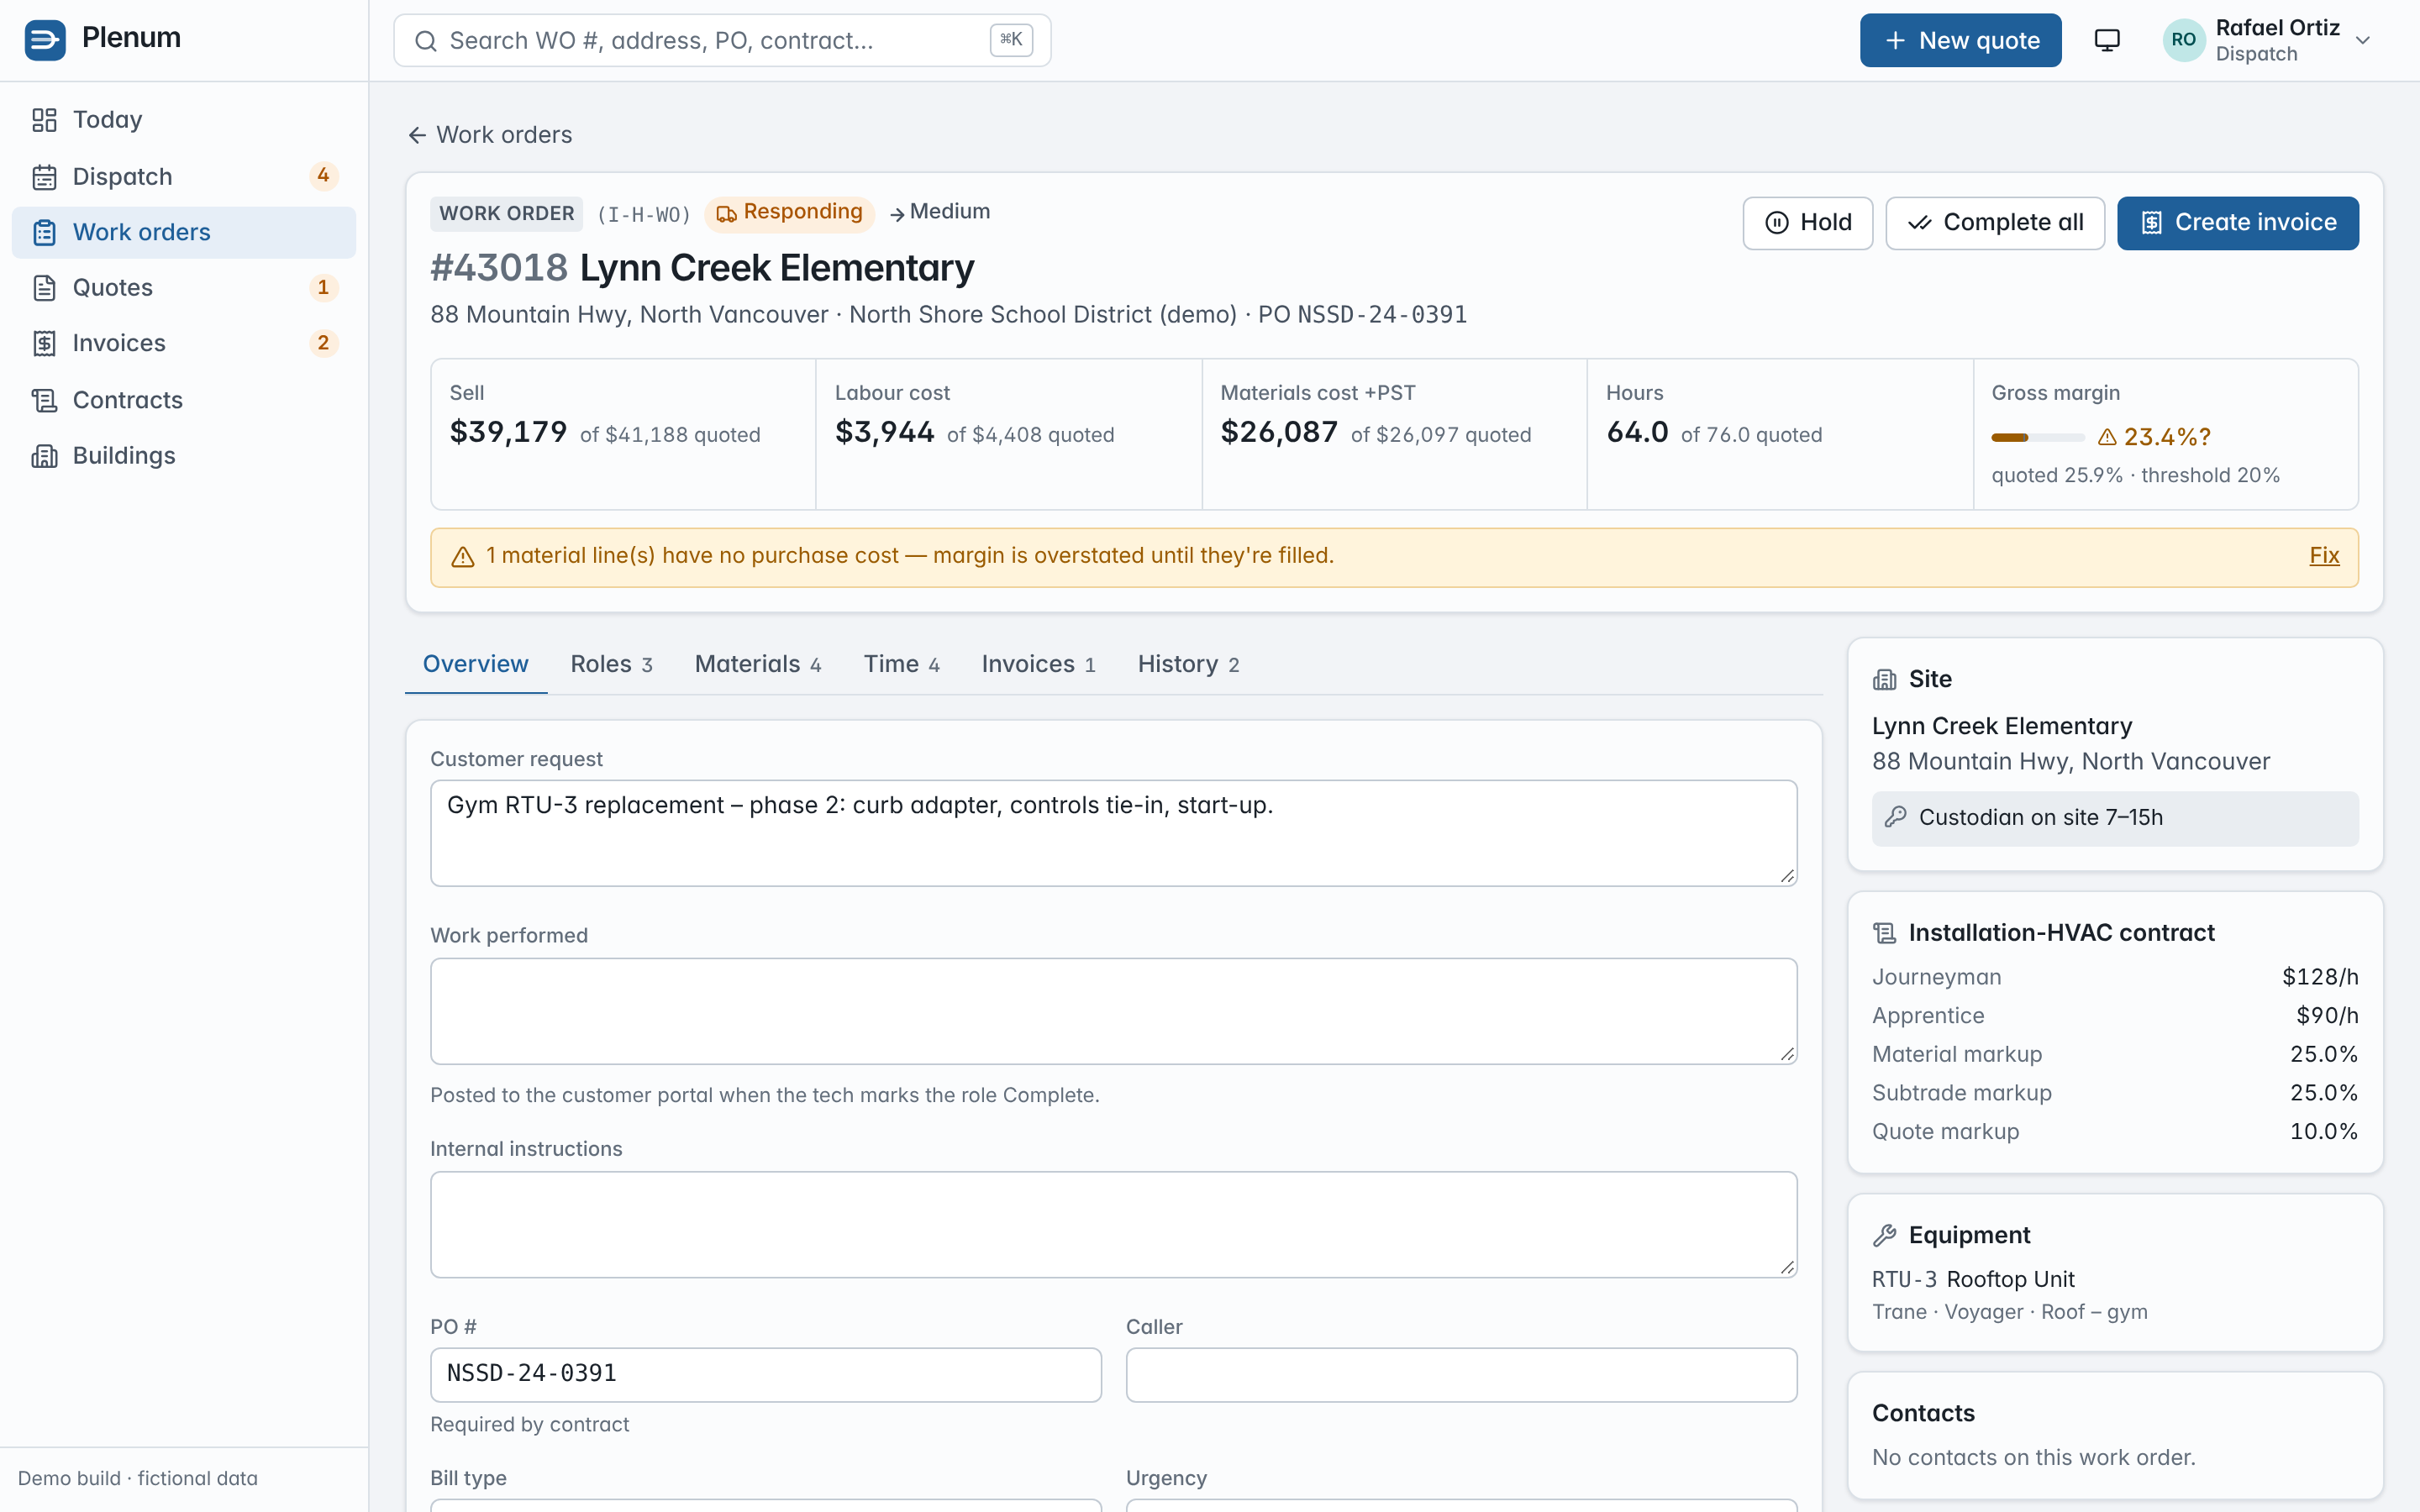 Plenum
Search WO #, address, PO, contract...
⌘K
New quote
RO
Rafael Ortiz
Dispatch
Today
Dispatch 4
Work orders
Quotes 1
Invoices 2
Contracts
Buildings
Demo build · fictional data
Work orders
WORK ORDER (I-H-WO) Responding Medium
Hold
Complete all
Create invoice
#43018 Lynn Creek Elementary
88 Mountain Hwy, North Vancouver · North Shore School District (demo) · PO NSSD-24-0391
Sell
$39,179 of $41,188 quoted
Labour cost
$3,944 of $4,408 quoted
Materials cost +PST
$26,087 of $26,097 quoted
Hours
64.0 of 76.0 quoted
Gross margin
23.4%?
quoted 25.9% · threshold 20%
1 material line(s) have no purchase cost — margin is overstated until they're filled.
Fix
Overview Roles 3 Materials 4 Time 4 Invoices 1 History 2
Customer request
Gym RTU-3 replacement – phase 2: curb adapter, controls tie-in, start-up.
Work performed
Posted to the customer portal when the tech marks the role Complete.
Internal instructions
PO #
NSSD-24-0391
Required by contract
Caller
Bill type
Urgency
Site
Lynn Creek Elementary
88 Mountain Hwy, North Vancouver
Custodian on site 7–15h
Installation-HVAC contract
Journeyman $128/h
Apprentice $90/h
Material markup 25.0%
Subtrade markup 25.0%
Quote markup 10.0%
Equipment
RTU-3 Rooftop Unit
Trane · Voyager · Roof – gym
Contacts
No contacts on this work order.